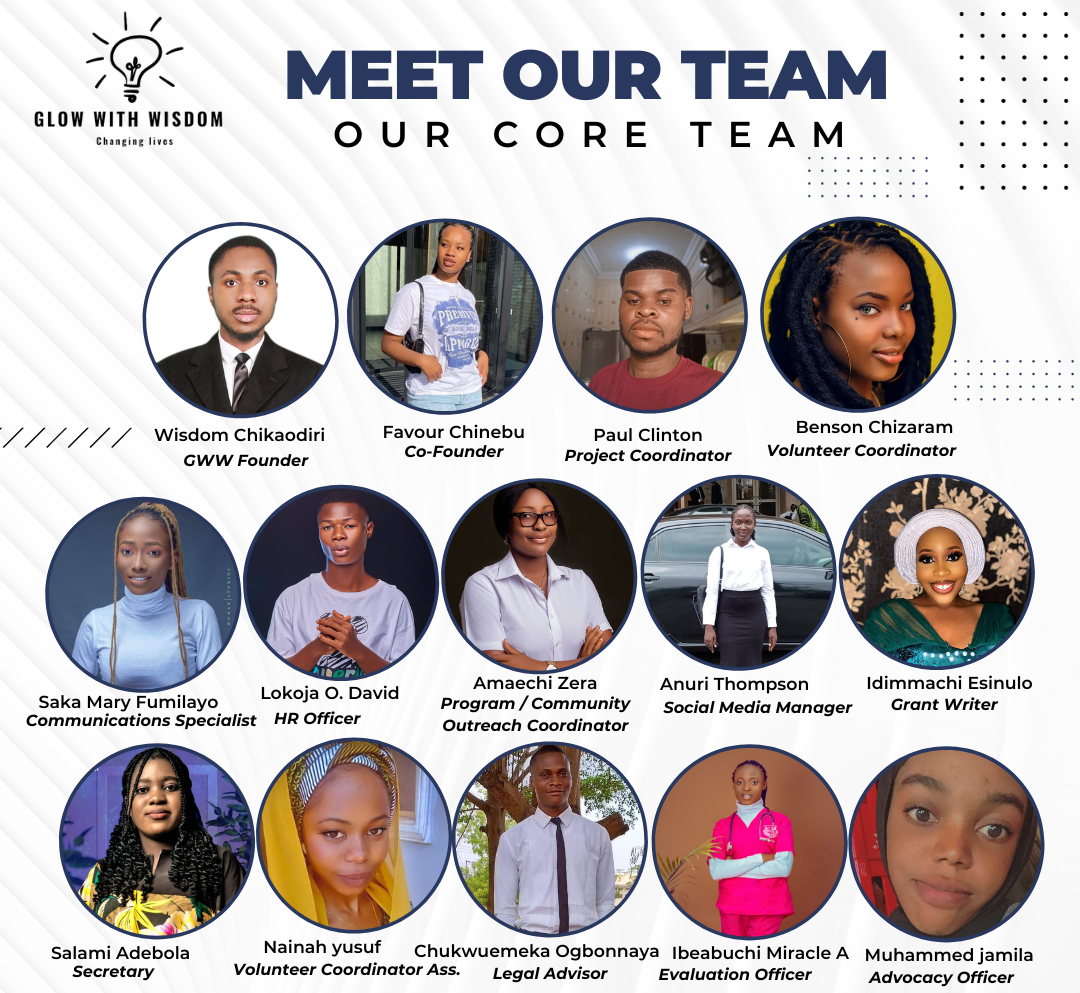 GLOW WITH WISDOM
Changing lives
MEET OUR TEAM
OUR CORE TEAM
PREMIUM
Wisdom Chikaodiri
GWW Founder
Favour Chinebu
Co-Founder
Paul Clinton
Project Coordinator
Benson Chizaram
Volunteer Coordinator
Saka Mary Fumilayo
Communications Specialist
Lokoja O. David
HR Officer
Amaechi Zera
Program / Community
Outreach Coordinator
Anuri Thompson
Social Media Manager
Idimmachi Esinulo
Grant Writer
Salami Adebola
Secretary
Nainah yusuf
Volunteer Coordinator Ass.
Chukwuemeka Ogbonnaya
Legal Advisor
Ibeabuchi Miracle A
Evaluation Officer
Muhammed jamila
Advocacy Officer